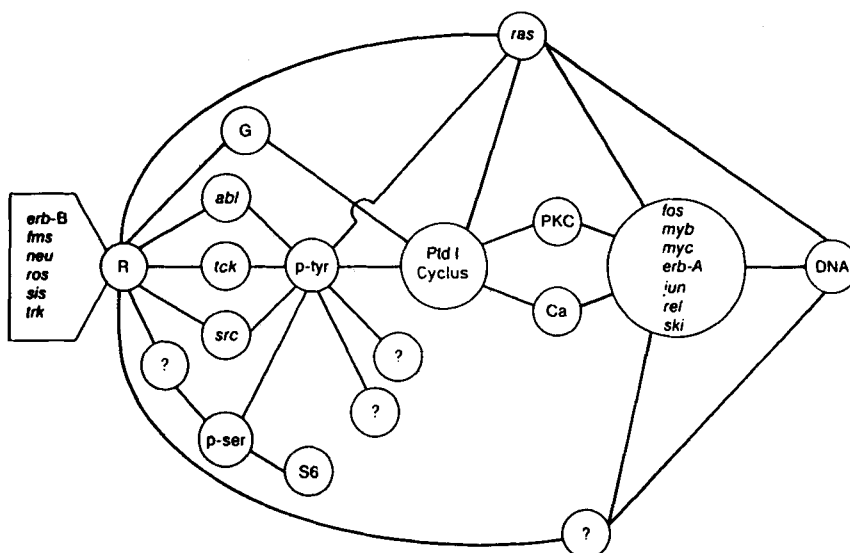 ras
G
erb-B
fms
neu
ros
sis
trk
R
abl
tck
src
p-tyr
Ptd I
Cyclus
PKC
Ca
fos
myb
myc
erb-A
jun
rel
ski
DNA
?
?
?
p-ser
S6
?